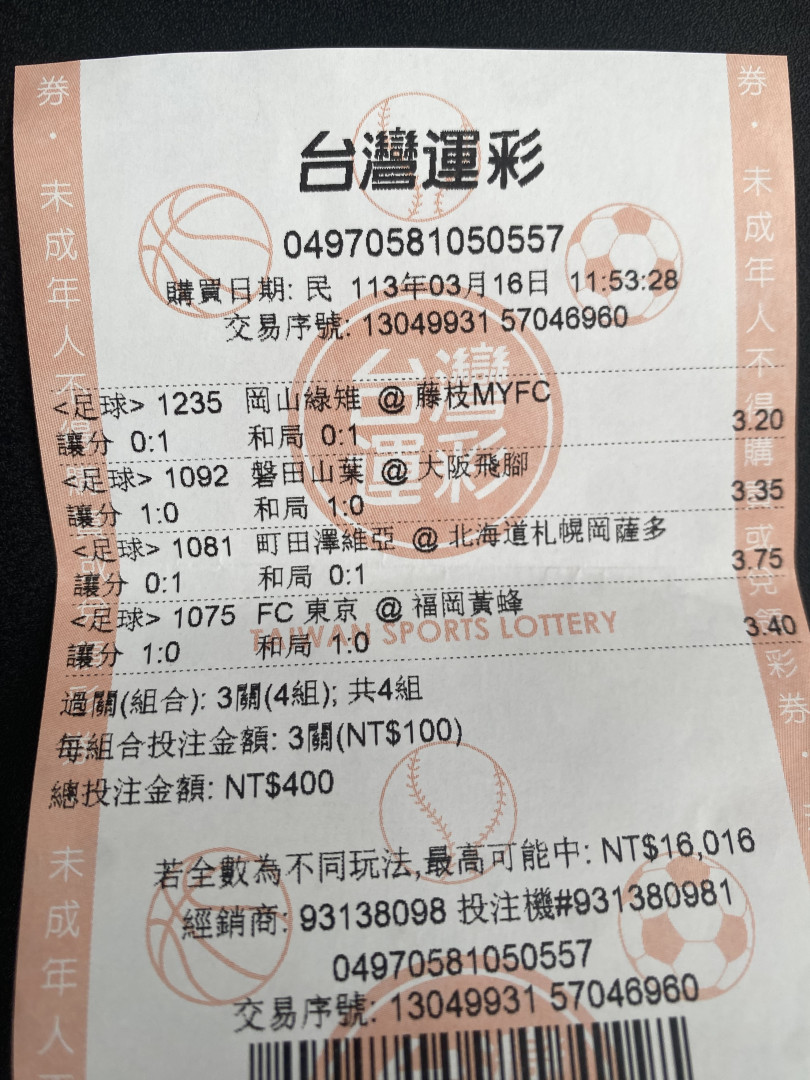 台灣運彩
04970581050557
購買日期: 民 113年03月16日 11:53:28
交易序號: 13049931 57046960
<足球> 1235 岡山綠雉 @ 藤枝MYFC
讓分 0:1 和局 0:1 3.20
<足球> 1092 磐田山葉 @ 大阪飛腳
讓分 1:0 和局 1:0 3.35
<足球> 1081 町田澤維亞 @ 北海道札幌岡薩多
讓分 0:1 和局 0:1 3.75
<足球> 1075 FC 東京 @ 福岡黃蜂
讓分 1:0 和局 1:0 3.40
台灣運彩
TAIWAN SPORTS LOTTERY
過關(組合): 3關(4組); 共4組
每組合投注金額: 3關(NT$100)
總投注金額: NT$400
若全數為不同玩法,最高可能中: NT$16,016
經銷商: 93138098 投注機#931380981
04970581050557
交易序號: 13049931 57046960
券・未成年人不
未成年人
券・未成年人不得購買或兌領彩券・